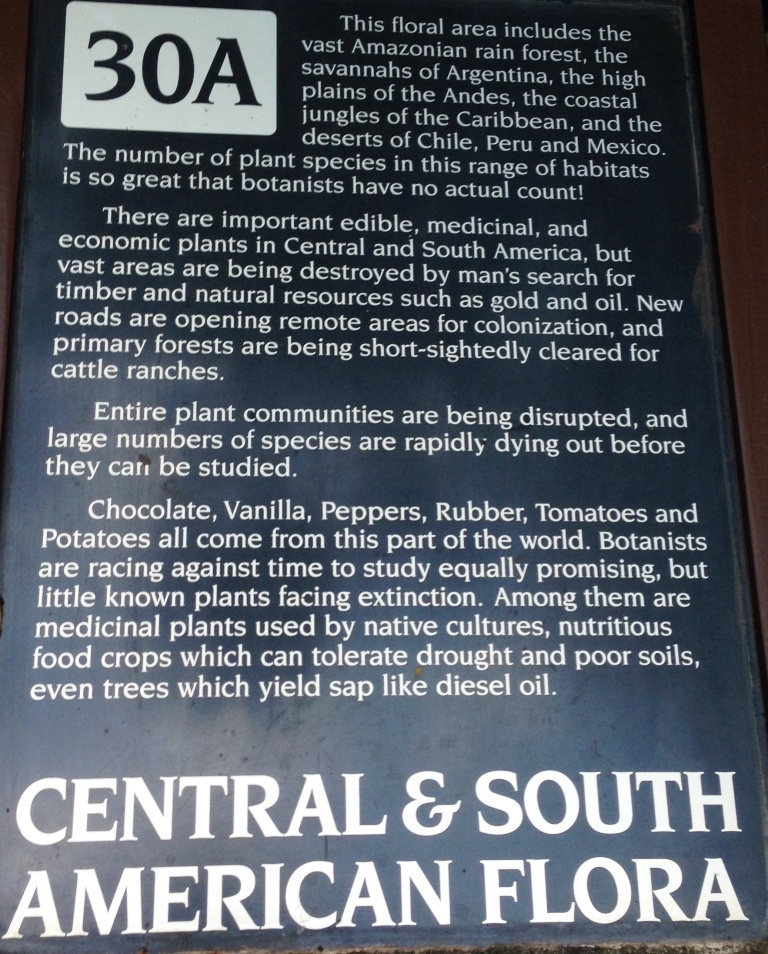 30A
This floral area includes the
vast Amazonian rain forest, the
savannahs of Argentina, the high
plains of the Andes, the coastal
jungles of the Caribbean, and the
deserts of Chile, Peru and Mexico.
The number of plant species in this range of habitats
is so great that botanists have no actual count!
There are important edible, medicinal, and
economic plants in Central and South America, but
vast areas are being destroyed by man's search for
timber and natural resources such as gold and oil. New
roads are opening remote areas for colonization, and
primary forests are being short-sightedly cleared for
cattle ranches.
Entire plant communities are being disrupted, and
large numbers of species are rapidly dying out before
they can be studied.
Chocolate, Vanilla, Peppers, Rubber, Tomatoes and
Potatoes all come from this part of the world. Botanists
are racing against time to study equally promising, but
little known plants facing extinction. Among them are
medicinal plants used by native cultures, nutritious
food crops which can tolerate drought and poor soils,
even trees which yield sap like diesel oil.
CENTRAL & SOUTH
AMERICAN FLORA